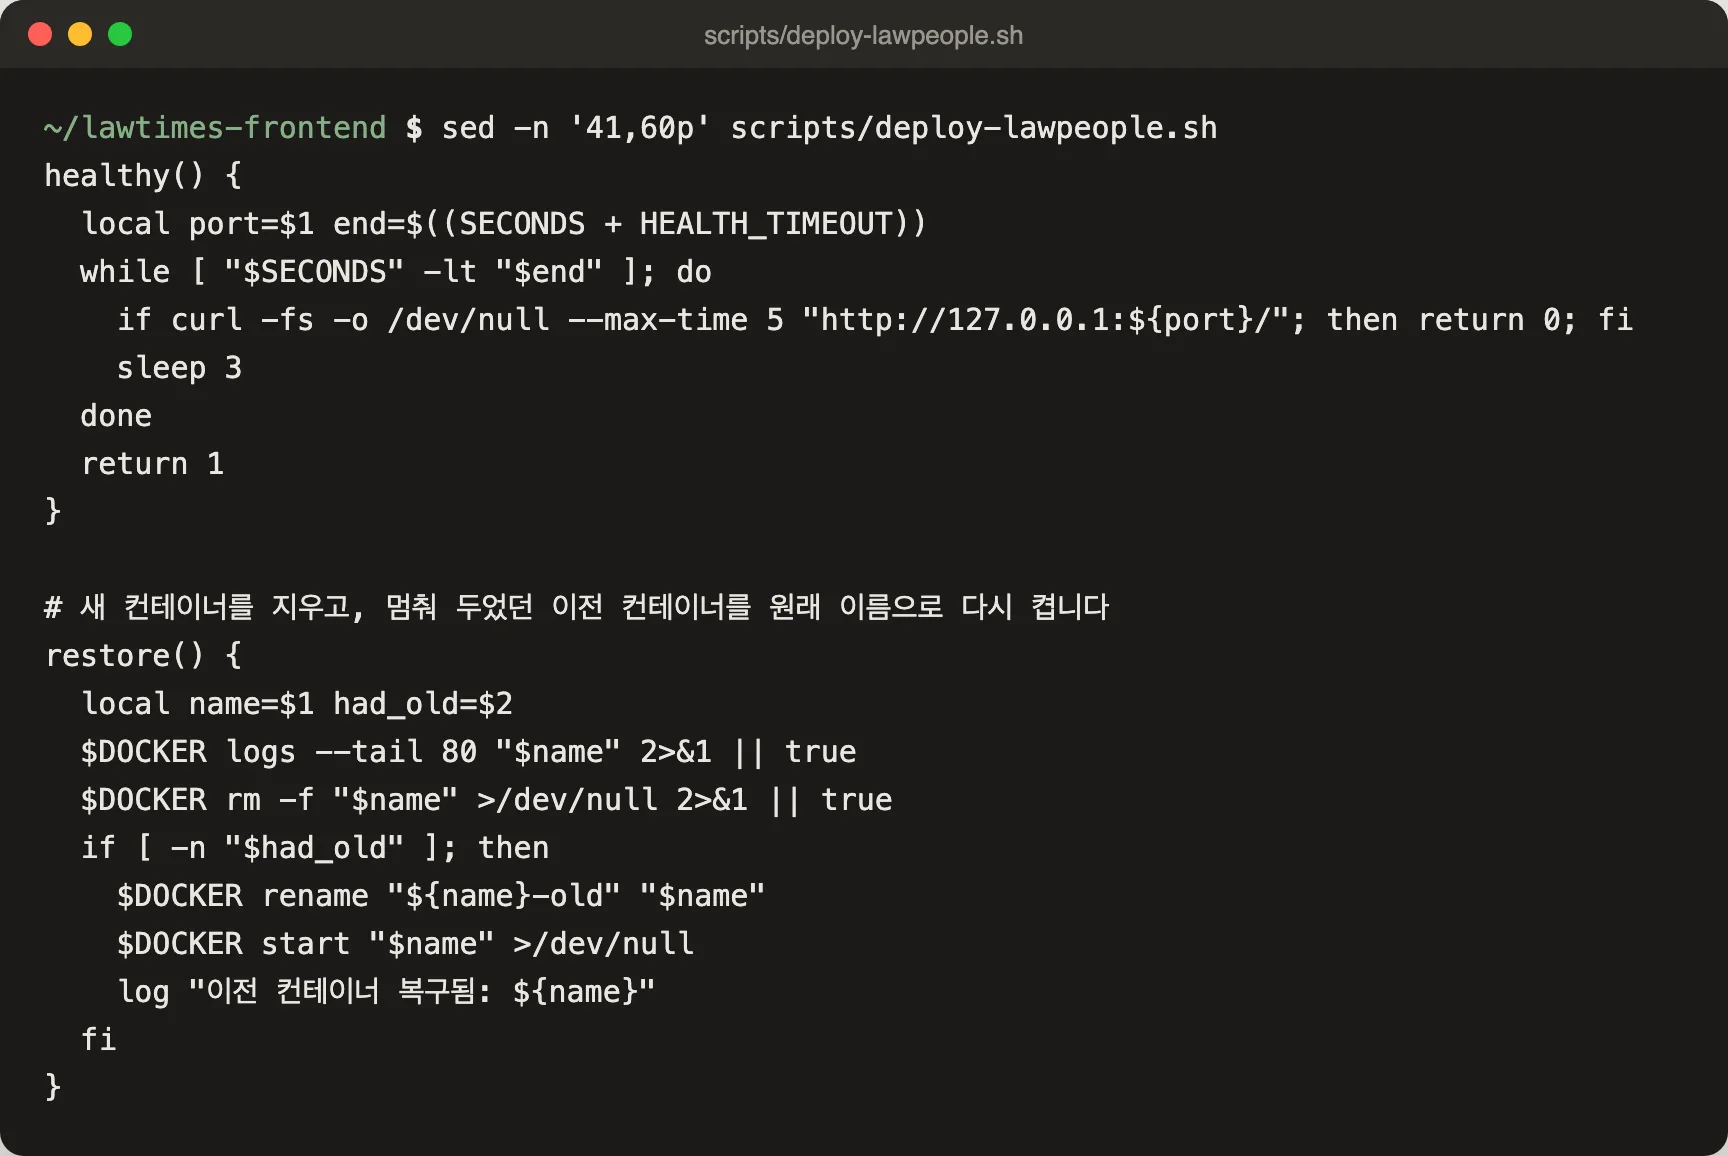 scripts/deploy-lawpeople.sh
~/lawtimes-frontend $ sed -n '41,60p' scripts/deploy-lawpeople.sh
healthy() {
  local port=$1 end=$((SECONDS + HEALTH_TIMEOUT))
  while [ "$SECONDS" -lt "$end" ]; do
    if curl -fs -o /dev/null --max-time 5 "http://127.0.0.1:${port}/"; then return 0; fi
    sleep 3
  done
  return 1
}

# 새 컨테이너를 지우고, 멈춰 두었던 이전 컨테이너를 원래 이름으로 다시 켭니다
restore() {
  local name=$1 had_old=$2
  $DOCKER logs --tail 80 "$name" 2>&1 || true
  $DOCKER rm -f "$name" >/dev/null 2>&1 || true
  if [ -n "$had_old" ]; then
    $DOCKER rename "${name}-old" "$name"
    $DOCKER start "$name" >/dev/null
    log "이전 컨테이너 복구됨: ${name}"
  fi
}